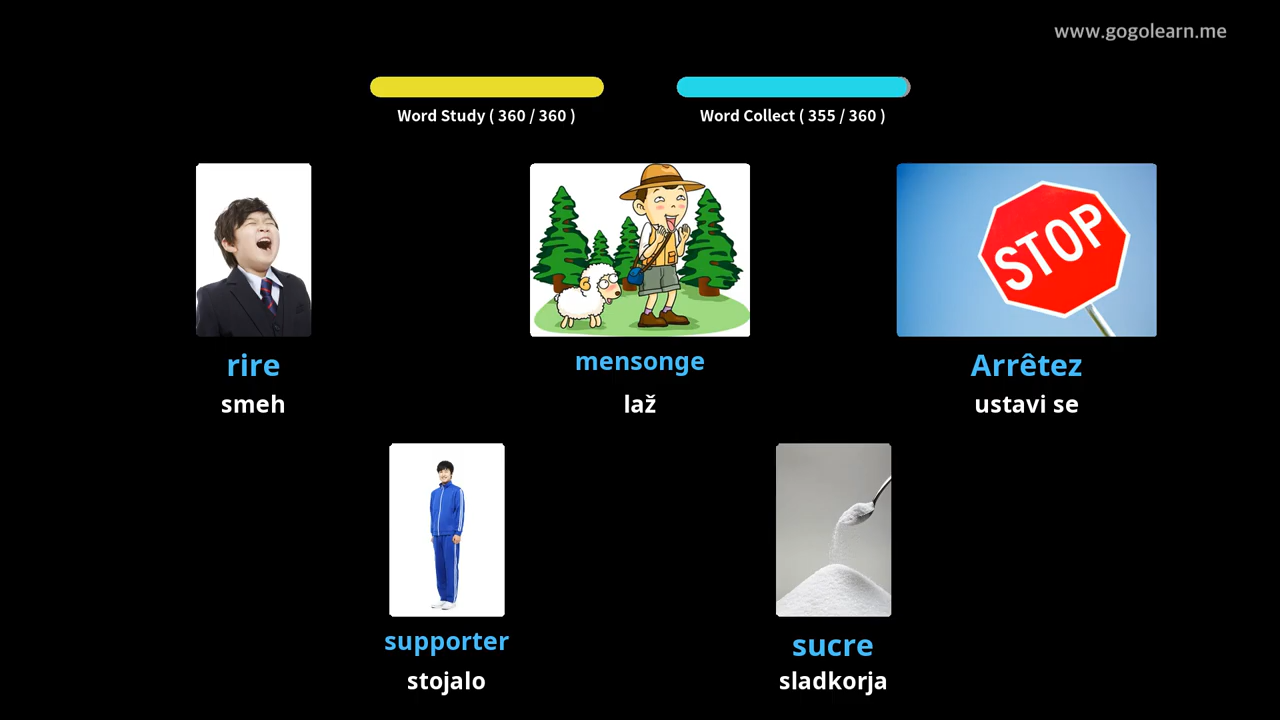 www.gogolearn.me
Word Study ( 360 / 360 )
Word Collect ( 355 / 360 )
STOP
rire
mensonge
Arrêtez
smeh
laž
ustavi se
supporter
sucre
stojalo
sladkorja